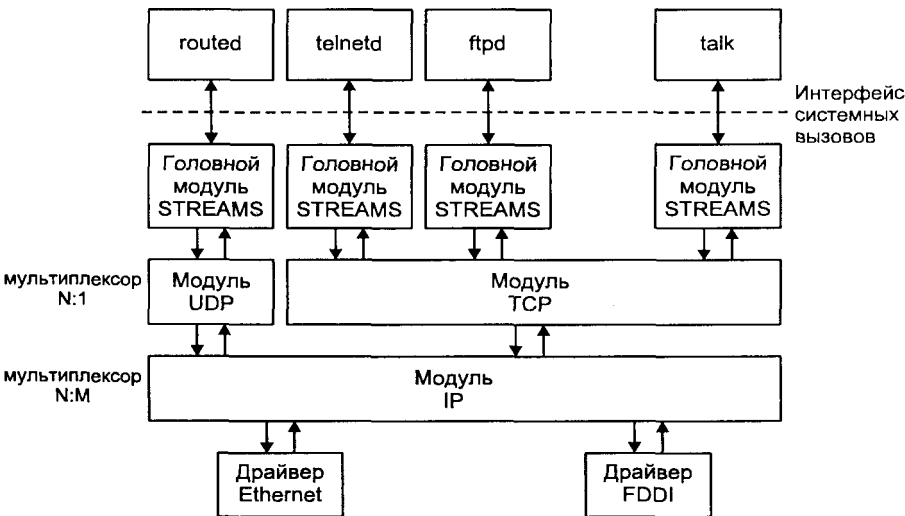 routed
telnetd
ftpd
talk
Интерфейс
системных
вызовов
Головной
модуль
STREAMS
Головной
модуль
STREAMS
Головной
модуль
STREAMS
Головной
модуль
STREAMS
мультиплексор
N:1
Модуль
UDP
Модуль
TCP
мультиплексор
N:M
Модуль
IP
Драйвер
Ethernet
Драйвер
FDDI